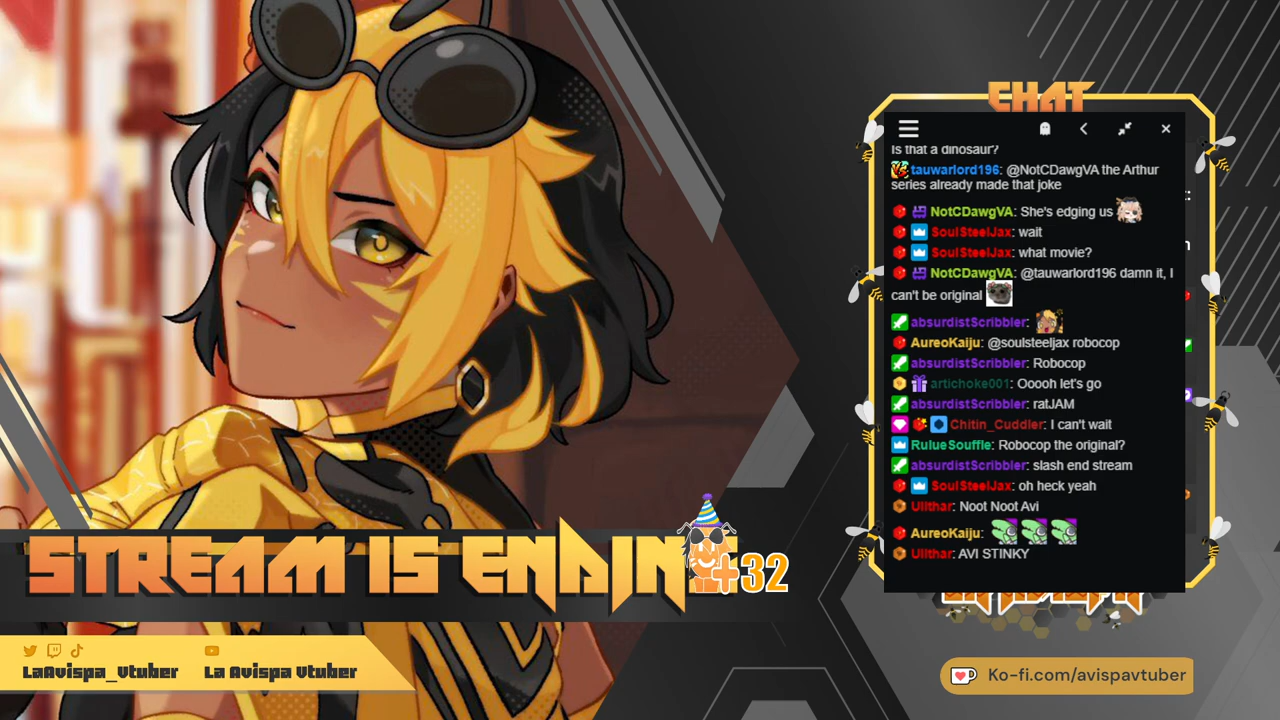 CHAT
Is that a dinosaur?
tauwarlord196: @NotCDawgVA the Arthur
series already made that joke
NotCDawgVA: She's edging us
SoulSteelJax: wait
SoulSteelJax: what movie?
NotCDawgVA: @tauwarlord196 damn it, I
can't be original
absurdistScribbler:
AureoKaiju: @soulsteeljax robocop
absurdistScribbler: Robocop
artichoke001: Ooooh let's go
absurdistScribbler: ratJAM
Chitin_Cuddler: I can't wait
RulueSouffle: Robocop the original?
absurdistScribbler: slash end stream
SoulSteelJax: oh heck yeah
Ullthar: Noot Noot Avi
AureoKaiju:
Ullthar: AVI STINKY
STREAM IS ENDIN
+32
LaAvispa_Vtuber
La Avispa Vtuber
Ko-fi.com/avispavtuber